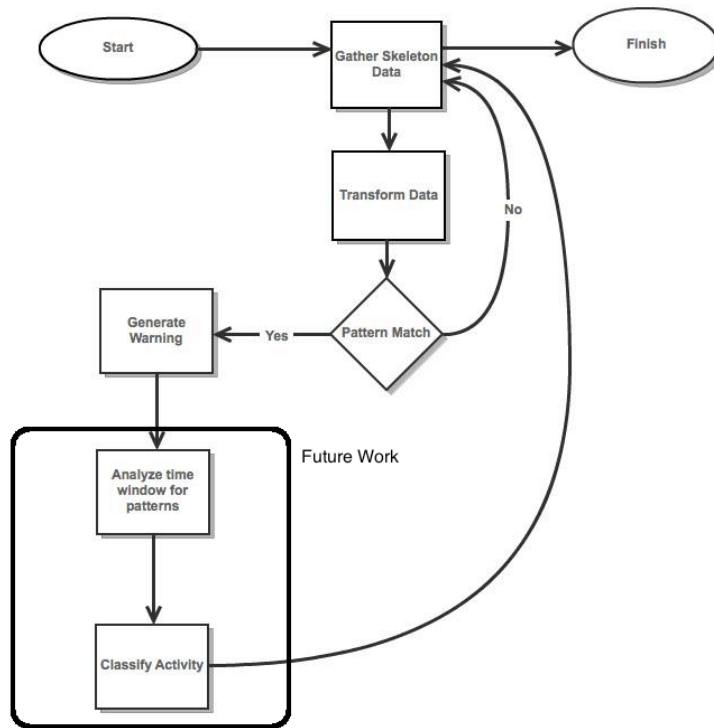 Start
Gather Skeleton
Data
Finish
Transform Data
No
Pattern Match
Yes
Generate
Warning
Future Work
Analyze time
window for
patterns
Classify Activity